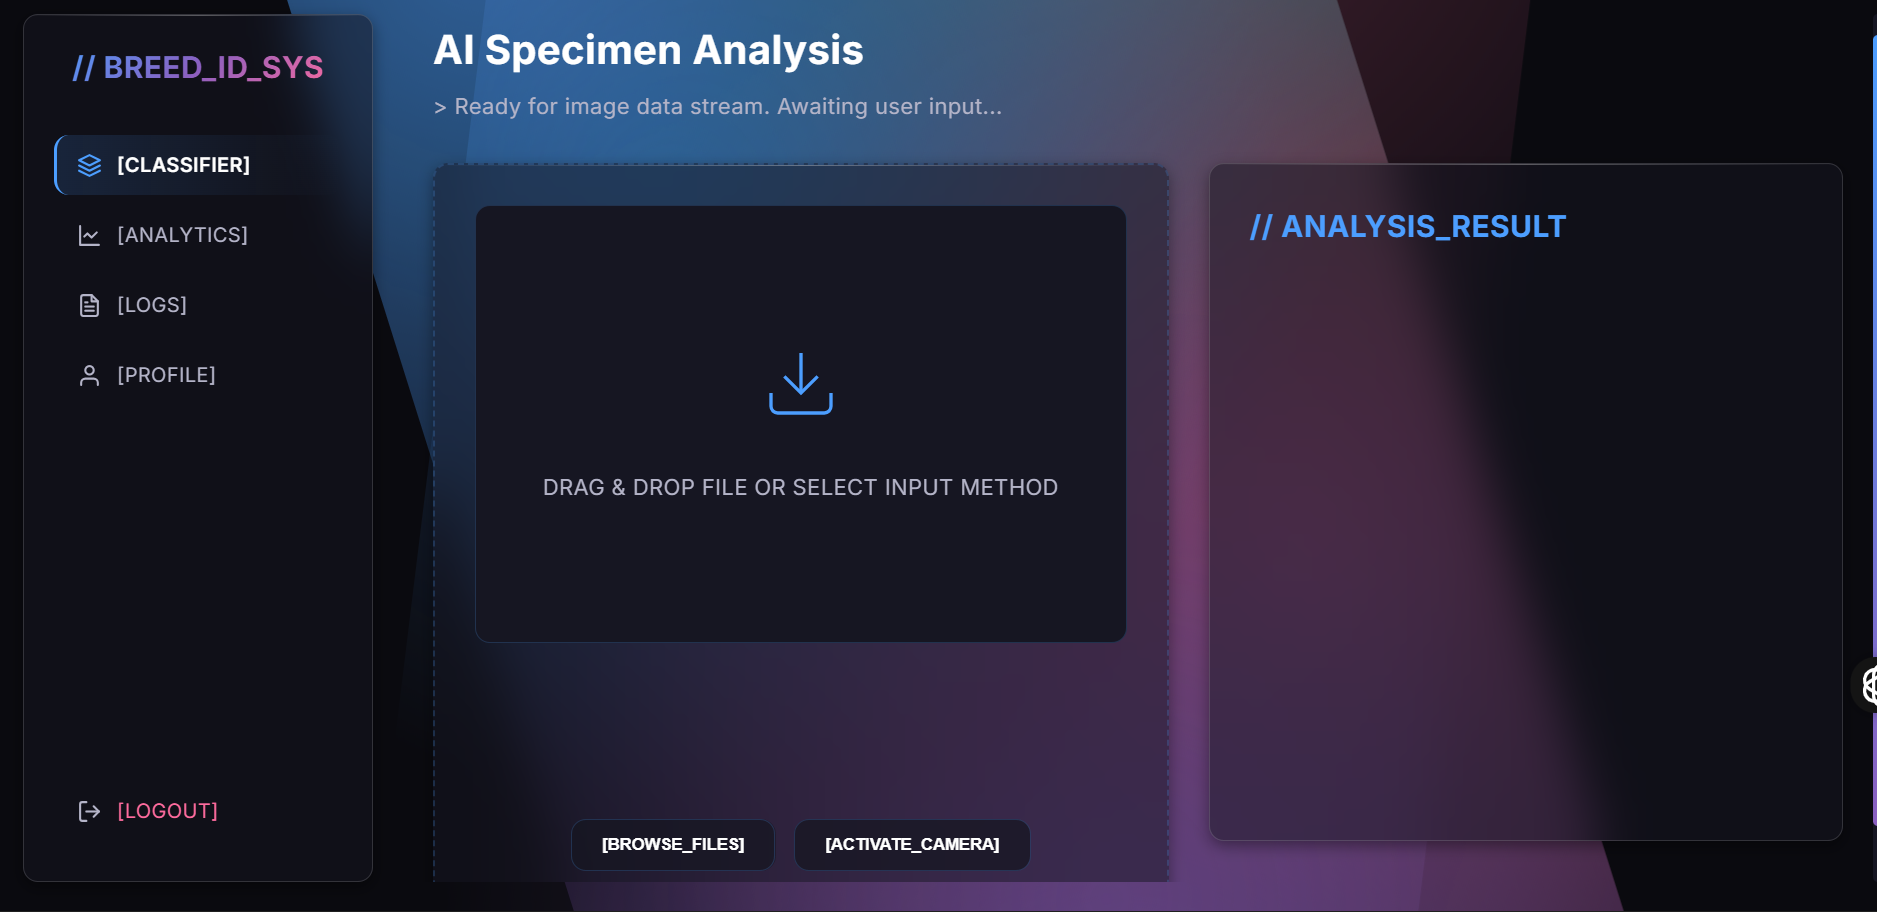 // BREED_ID_SYS
[CLASSIFIER]
[ANALYTICS]
[LOGS]
[PROFILE]
[LOGOUT]
AI Specimen Analysis
> Ready for image data stream. Awaiting user input...
DRAG & DROP FILE OR SELECT INPUT METHOD
[BROWSE_FILES]
[ACTIVATE_CAMERA]
// ANALYSIS_RESULT